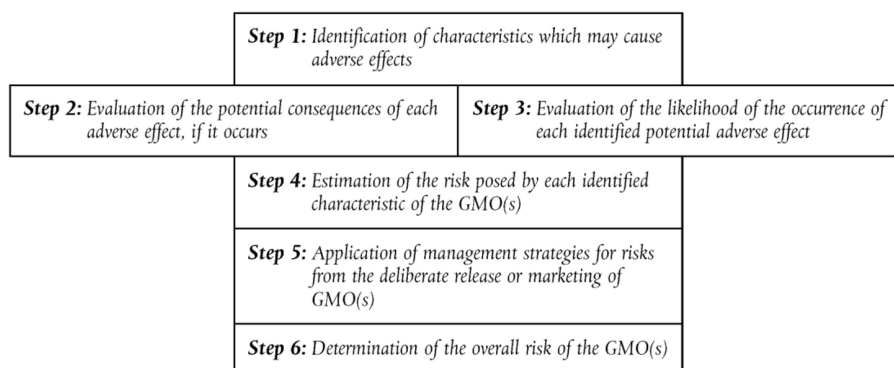 Step 1: Identification of characteristics which may cause
adverse effects
Step 2: Evaluation of the potential consequences of each
adverse effect, if it occurs
Step 3: Evaluation of the likelihood of the occurrence of
each identified potential adverse effect
Step 4: Estimation of the risk posed by each identified
characteristic of the GMO(s)
Step 5: Application of management strategies for risks
from the deliberate release or marketing of
GMO(s)
Step 6: Determination of the overall risk of the GMO(s)